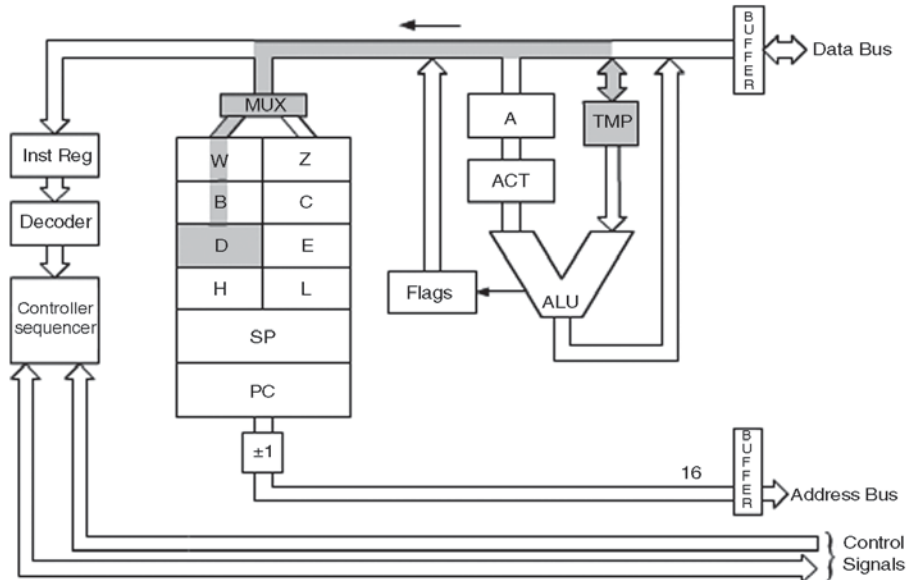 BUFFER
Data Bus
MUX
A
TMP
Inst Reg
W
Z
ACT
B
C
Decoder
D
E
H
L
Flags
ALU
Controller
sequencer
SP
PC
±1
16
BUFFER
Address Bus
Control
Signals